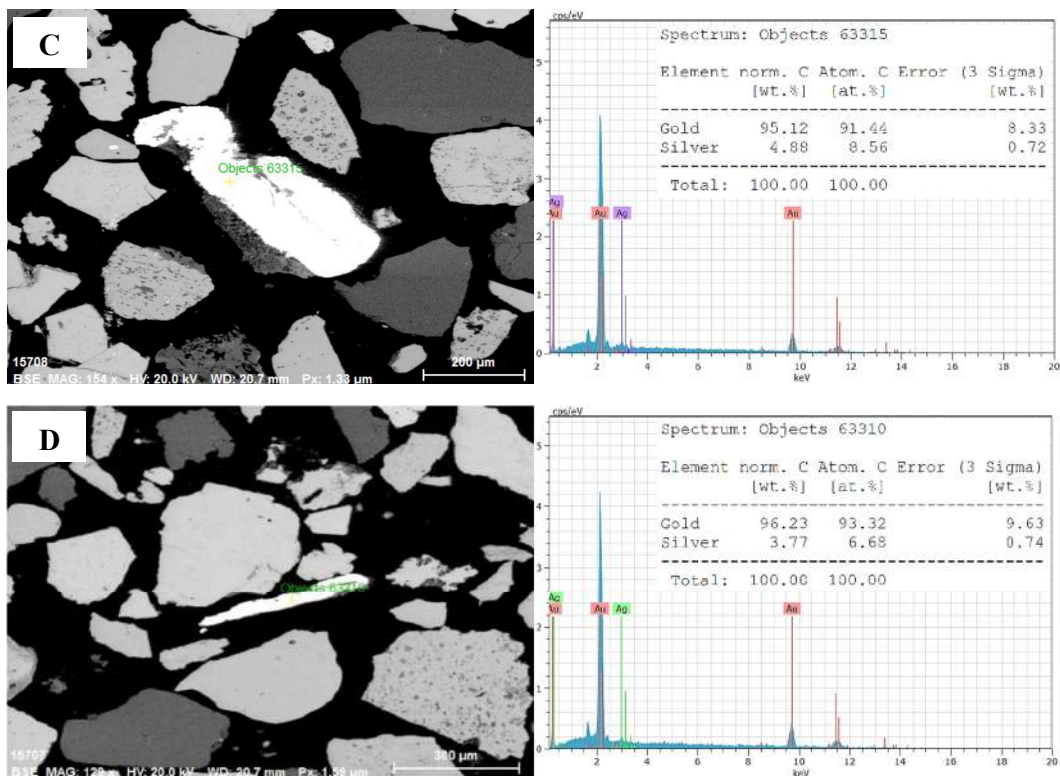 C
Objects 63315
15708
BSE MAG: 154 x HV: 20.0 kV WD: 20.7 mm Px: 1.33 µm
200 µm
cps/eV
Spectrum: Objects 63315
Element norm. C Atom. C Error (3 Sigma)
[wt.%] [at.%] [wt.%]
Gold 95.12 91.44 8.33
Silver 4.88 8.56 0.72
Total: 100.00 100.00
5
4
3
2
1
0
Ag
Au Au Ag Au
2 4 6 8 10 12 14 16 18 20
keV
D
Objects 63310
15707
BSE MAG: 129 x HV: 20.0 kV WD: 20.7 mm Px: 1.59 µm
300 µm
cps/eV
Spectrum: Objects 63310
Element norm. C Atom. C Error (3 Sigma)
[wt.%] [at.%] [wt.%]
Gold 96.23 93.32 9.63
Silver 3.77 6.68 0.74
Total: 100.00 100.00
5
4
3
2
1
0
Ag
Au Au Ag Au
2 4 6 8 10 12 14 16 18 20
keV